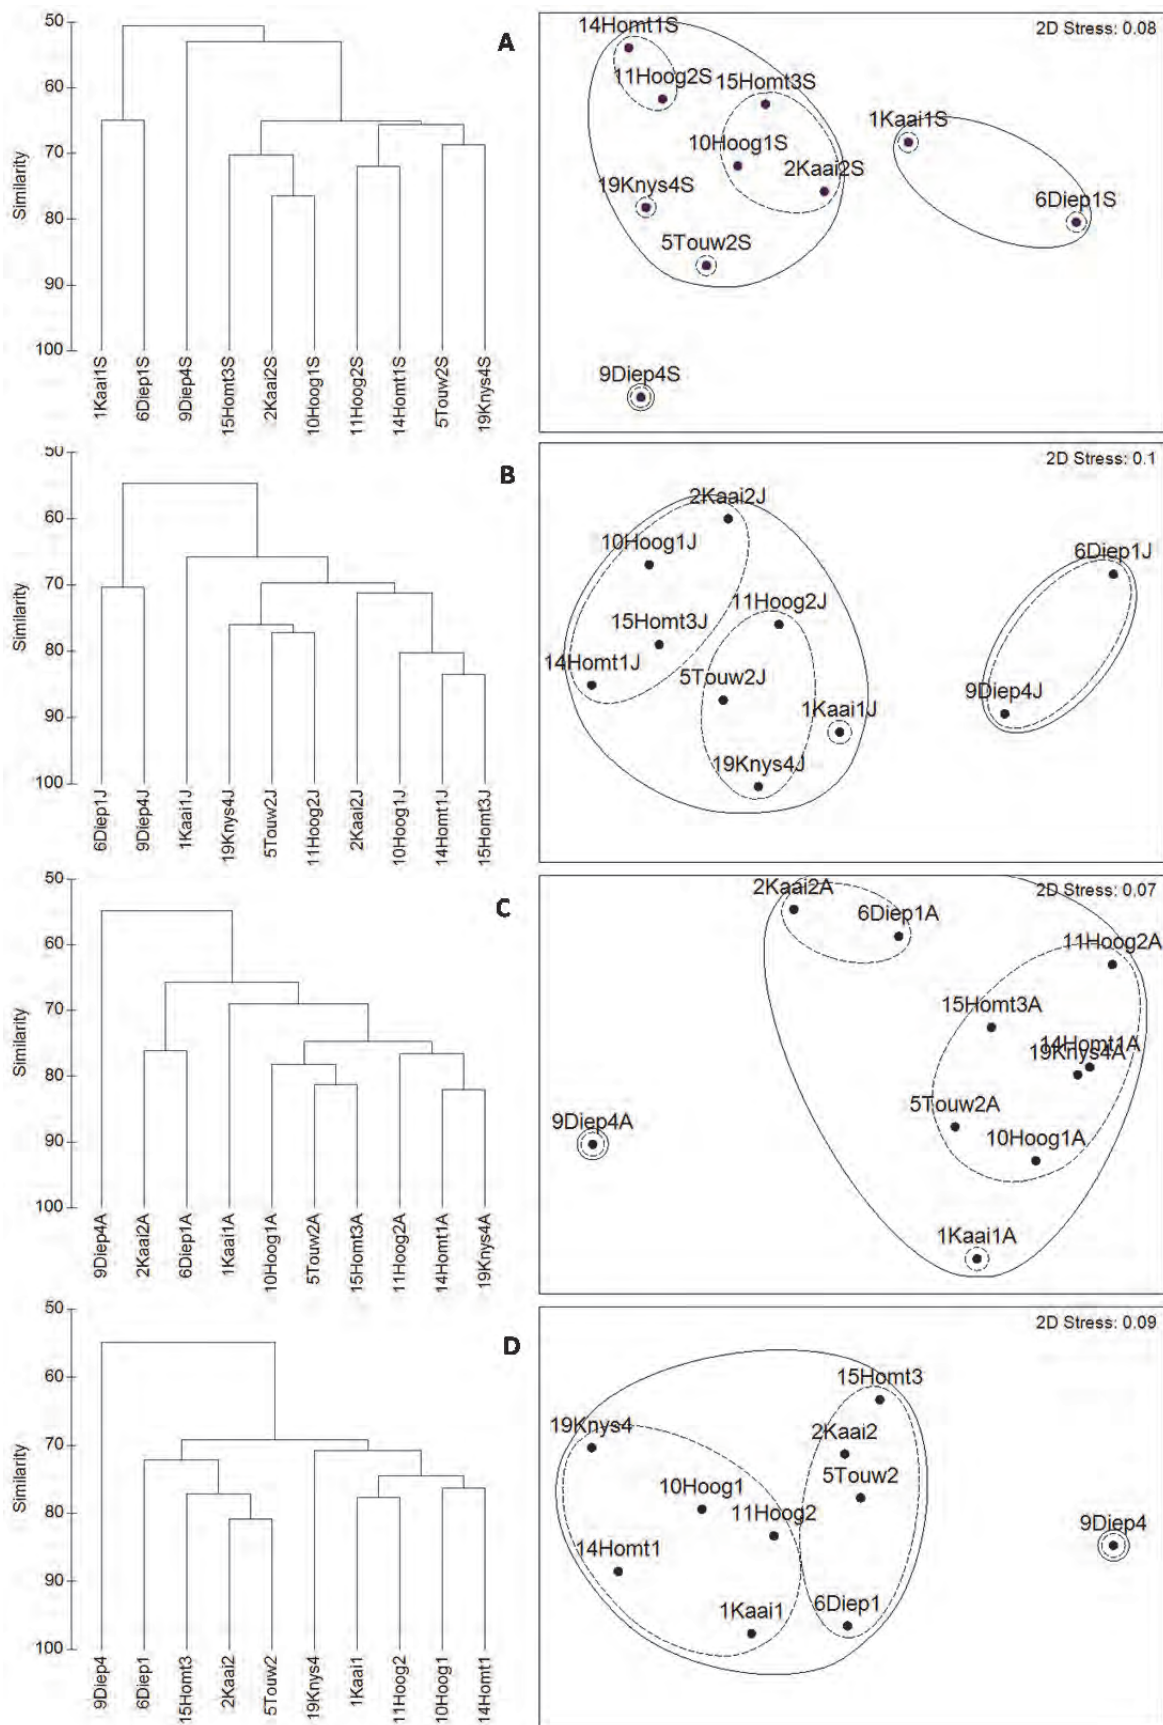 50
60
70
80
90
100
Similarity
1Kaai1S
6Diep1S
9Diep4S
15Homt3S
2Kaai2S
10Hoog1S
11Hoog2S
14Homt1S
5Touw2S
19Knys4S
A
2D Stress: 0.08
14Homt1S
11Hoog2S
15Homt3S
1Kaai1S
10Hoog1S
2Kaai2S
19Knys4S
6Diep1S
5Touw2S
9Diep4S
50
60
70
80
90
100
Similarity
6Diep1J
9Diep4J
1Kaai1J
19Knys4J
5Touw2J
11Hoog2J
2Kaai2J
10Hoog1J
14Homt1J
15Homt3J
B
2D Stress: 0.1
2Kaai2J
10Hoog1J
6Diep1J
11Hoog2J
15Homt3J
14Homt1J
5Touw2J
9Diep4J
1Kaai1J
19Knys4J
50
60
70
80
90
100
Similarity
9Diep4A
2Kaai2A
6Diep1A
1Kaai1A
10Hoog1A
5Touw2A
15Homt3A
11Hoog2A
14Homt1A
19Knys4A
C
2D Stress: 0.07
2Kaai2A
6Diep1A
11Hoog2A
15Homt3A
14Homt1A
19Knys4A
5Touw2A
9Diep4A
10Hoog1A
1Kaai1A
50
60
70
80
90
100
Similarity
9Diep4
6Diep1
15Homt3
2Kaai2
5Touw2
19Knys4
1Kaai1
11Hoog2
10Hoog1
14Homt1
D
2D Stress: 0.09
15Homt3
19Knys4
2Kaai2
10Hoog1
5Touw2
11Hoog2
9Diep4
14Homt1
1Kaai1
6Diep1